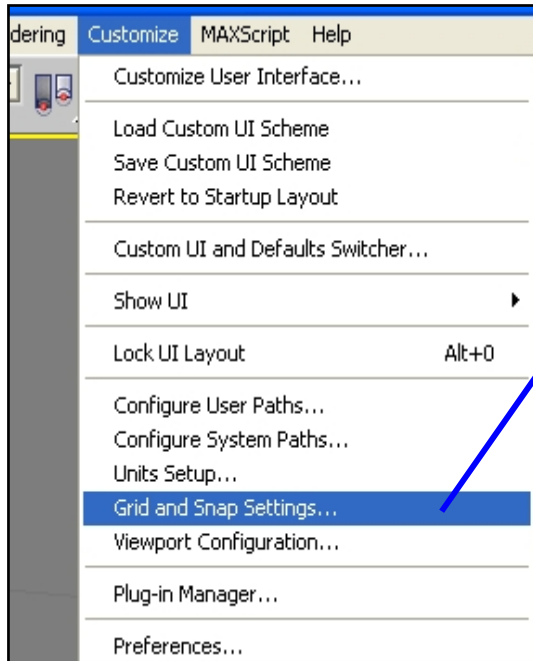 dering Customize MAXScript Help
Customize User Interface...
Load Custom UI Scheme
Save Custom UI Scheme
Revert to Startup Layout
Custom UI and Defaults Switcher...
Show UI
Lock UI Layout Alt+0
Configure User Paths...
Configure System Paths...
Units Setup...
Grid and Snap Settings...
Viewport Configuration...
Plug-in Manager...
Preferences...